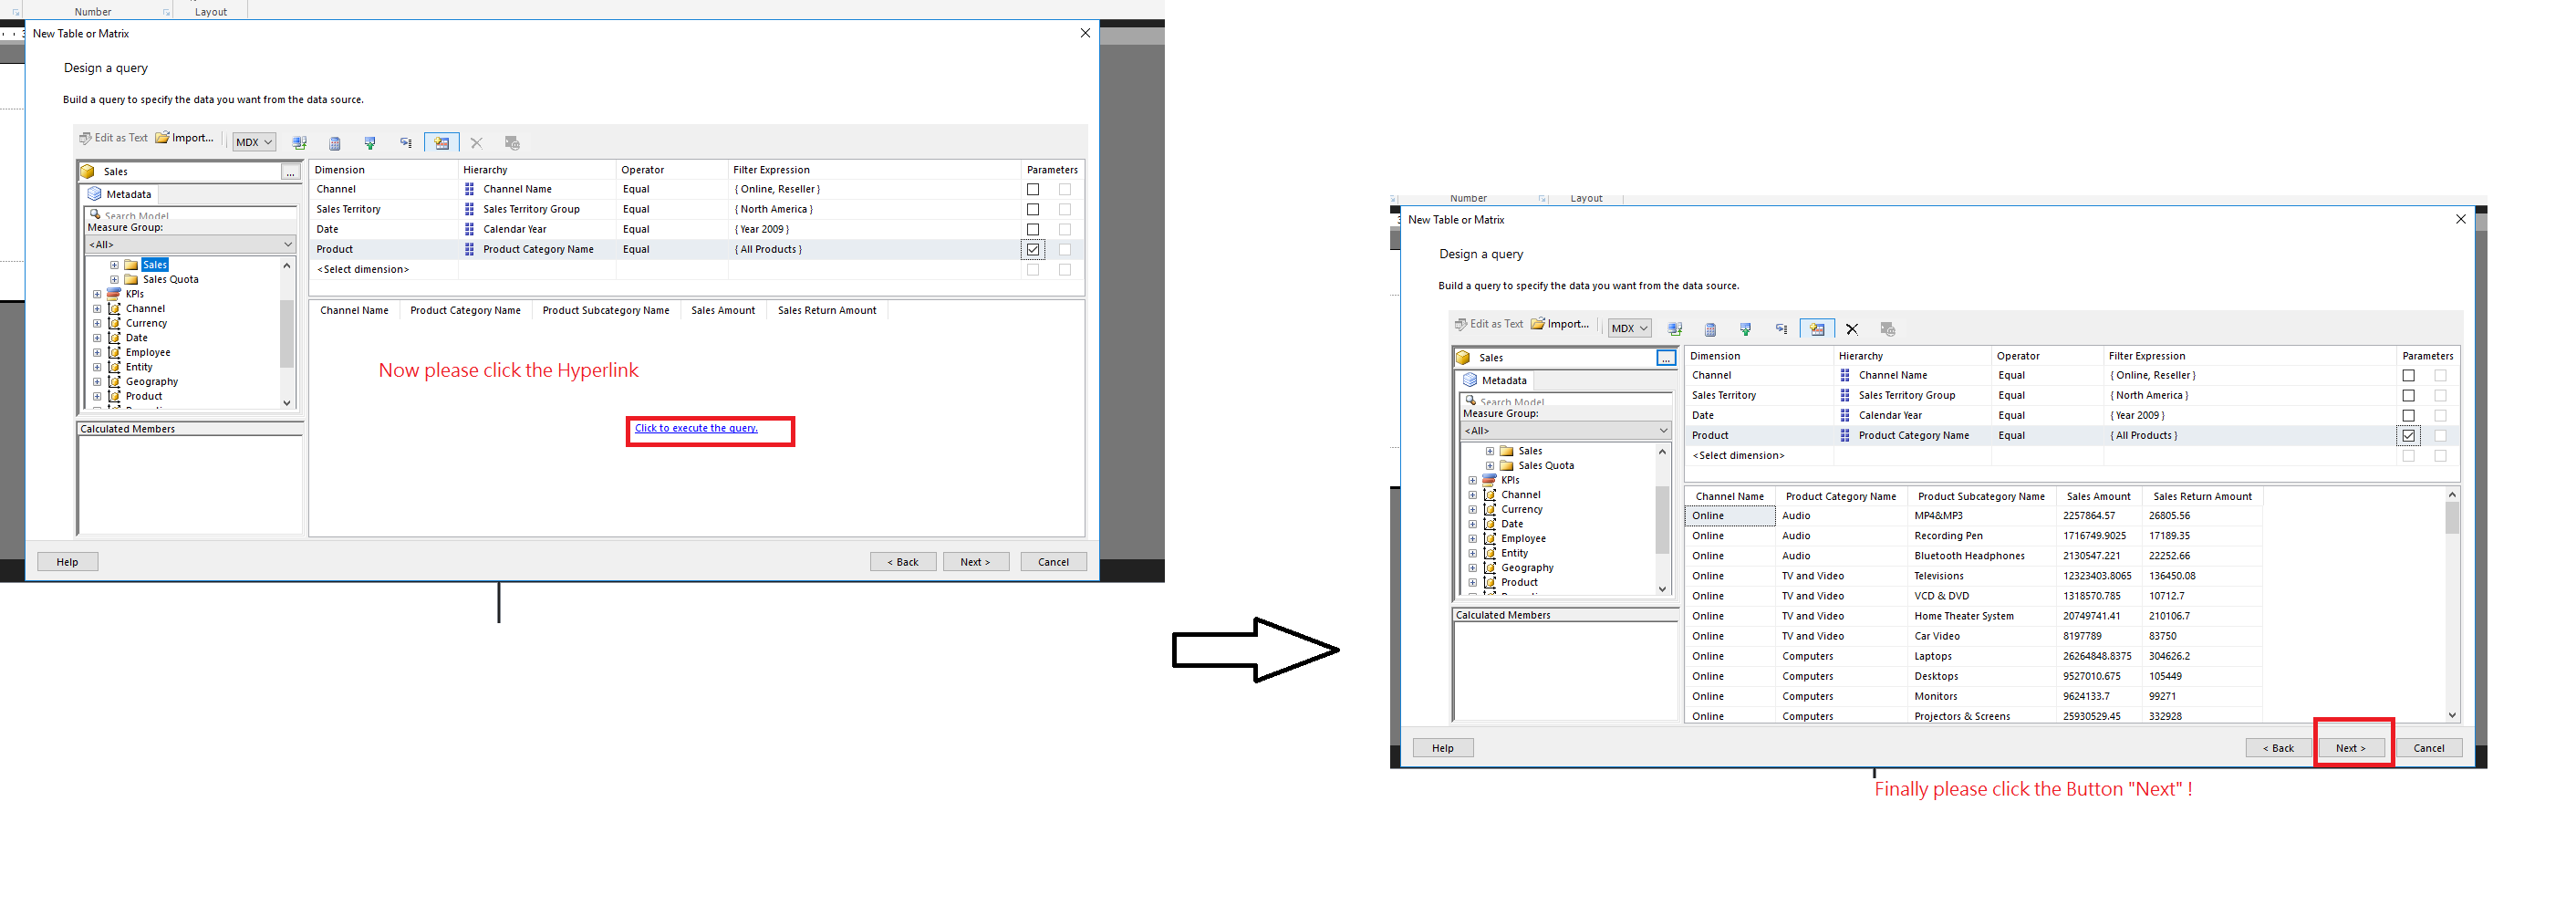 Number Layout
New Table or Matrix
Design a query
Build a query to specify the data you want from the data source.
Edit as Text Import... MDX
Sales ...
Metadata
Search Model
Measure Group:
<All>
Sales
Sales Quota
KPIs
Channel
Currency
Date
Employee
Entity
Geography
Product
Calculated Members
Dimension Hierarchy Operator Filter Expression Parameters
Channel Channel Name Equal { Online, Reseller }
Sales Territory Sales Territory Group Equal { North America }
Date Calendar Year Equal { Year 2009 }
Product Product Category Name Equal { All Products }
<Select dimension>
Channel Name Product Category Name Product Subcategory Name Sales Amount Sales Return Amount
Now please click the Hyperlink
Click to execute the query.
Help < Back Next > Cancel
Number Layout
New Table or Matrix
Design a query
Build a query to specify the data you want from the data source.
Edit as Text Import... MDX
Sales ...
Metadata
Search Model
Measure Group:
<All>
Sales
Sales Quota
KPIs
Channel
Currency
Date
Employee
Entity
Geography
Product
Calculated Members
Dimension Hierarchy Operator Filter Expression Parameters
Channel Channel Name Equal { Online, Reseller }
Sales Territory Sales Territory Group Equal { North America }
Date Calendar Year Equal { Year 2009 }
Product Product Category Name Equal { All Products }
<Select dimension>
Channel Name Product Category Name Product Subcategory Name Sales Amount Sales Return Amount
Online Audio MP4&MP3 2257864.57 26805.56
Online Audio Recording Pen 1716749.9025 17189.35
Online Audio Bluetooth Headphones 2130547.221 22252.66
Online TV and Video Televisions 12323403.8065 136450.08
Online TV and Video VCD & DVD 1318570.785 10712.7
Online TV and Video Home Theater System 20749741.41 210106.7
Online TV and Video Car Video 8197789 83750
Online Computers Laptops 26264848.8375 304626.2
Online Computers Desktops 9527010.675 105449
Online Computers Monitors 9624133.7 99271
Online Computers Projectors & Screens 25930529.45 332928
Help < Back Next > Cancel
Finally please click the Button "Next" !